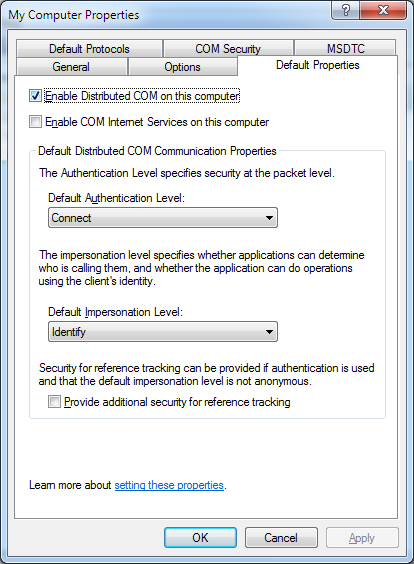 My Computer Properties
Default Protocols
COM Security
MSDTC
General
Options
Default Properties
Enable Distributed COM on this computer
Enable COM Internet Services on this computer
Default Distributed COM Communication Properties
The Authentication Level specifies security at the packet level.
Default Authentication Level:
Connect
The impersonation level specifies whether applications can determine
who is calling them, and whether the application can do operations
using the client's identity.
Default Impersonation Level:
Identify
Security for reference tracking can be provided if authentication is used
and that the default impersonation level is not anonymous.
Provide additional security for reference tracking
Learn more about setting these properties.
OK
Cancel
Apply